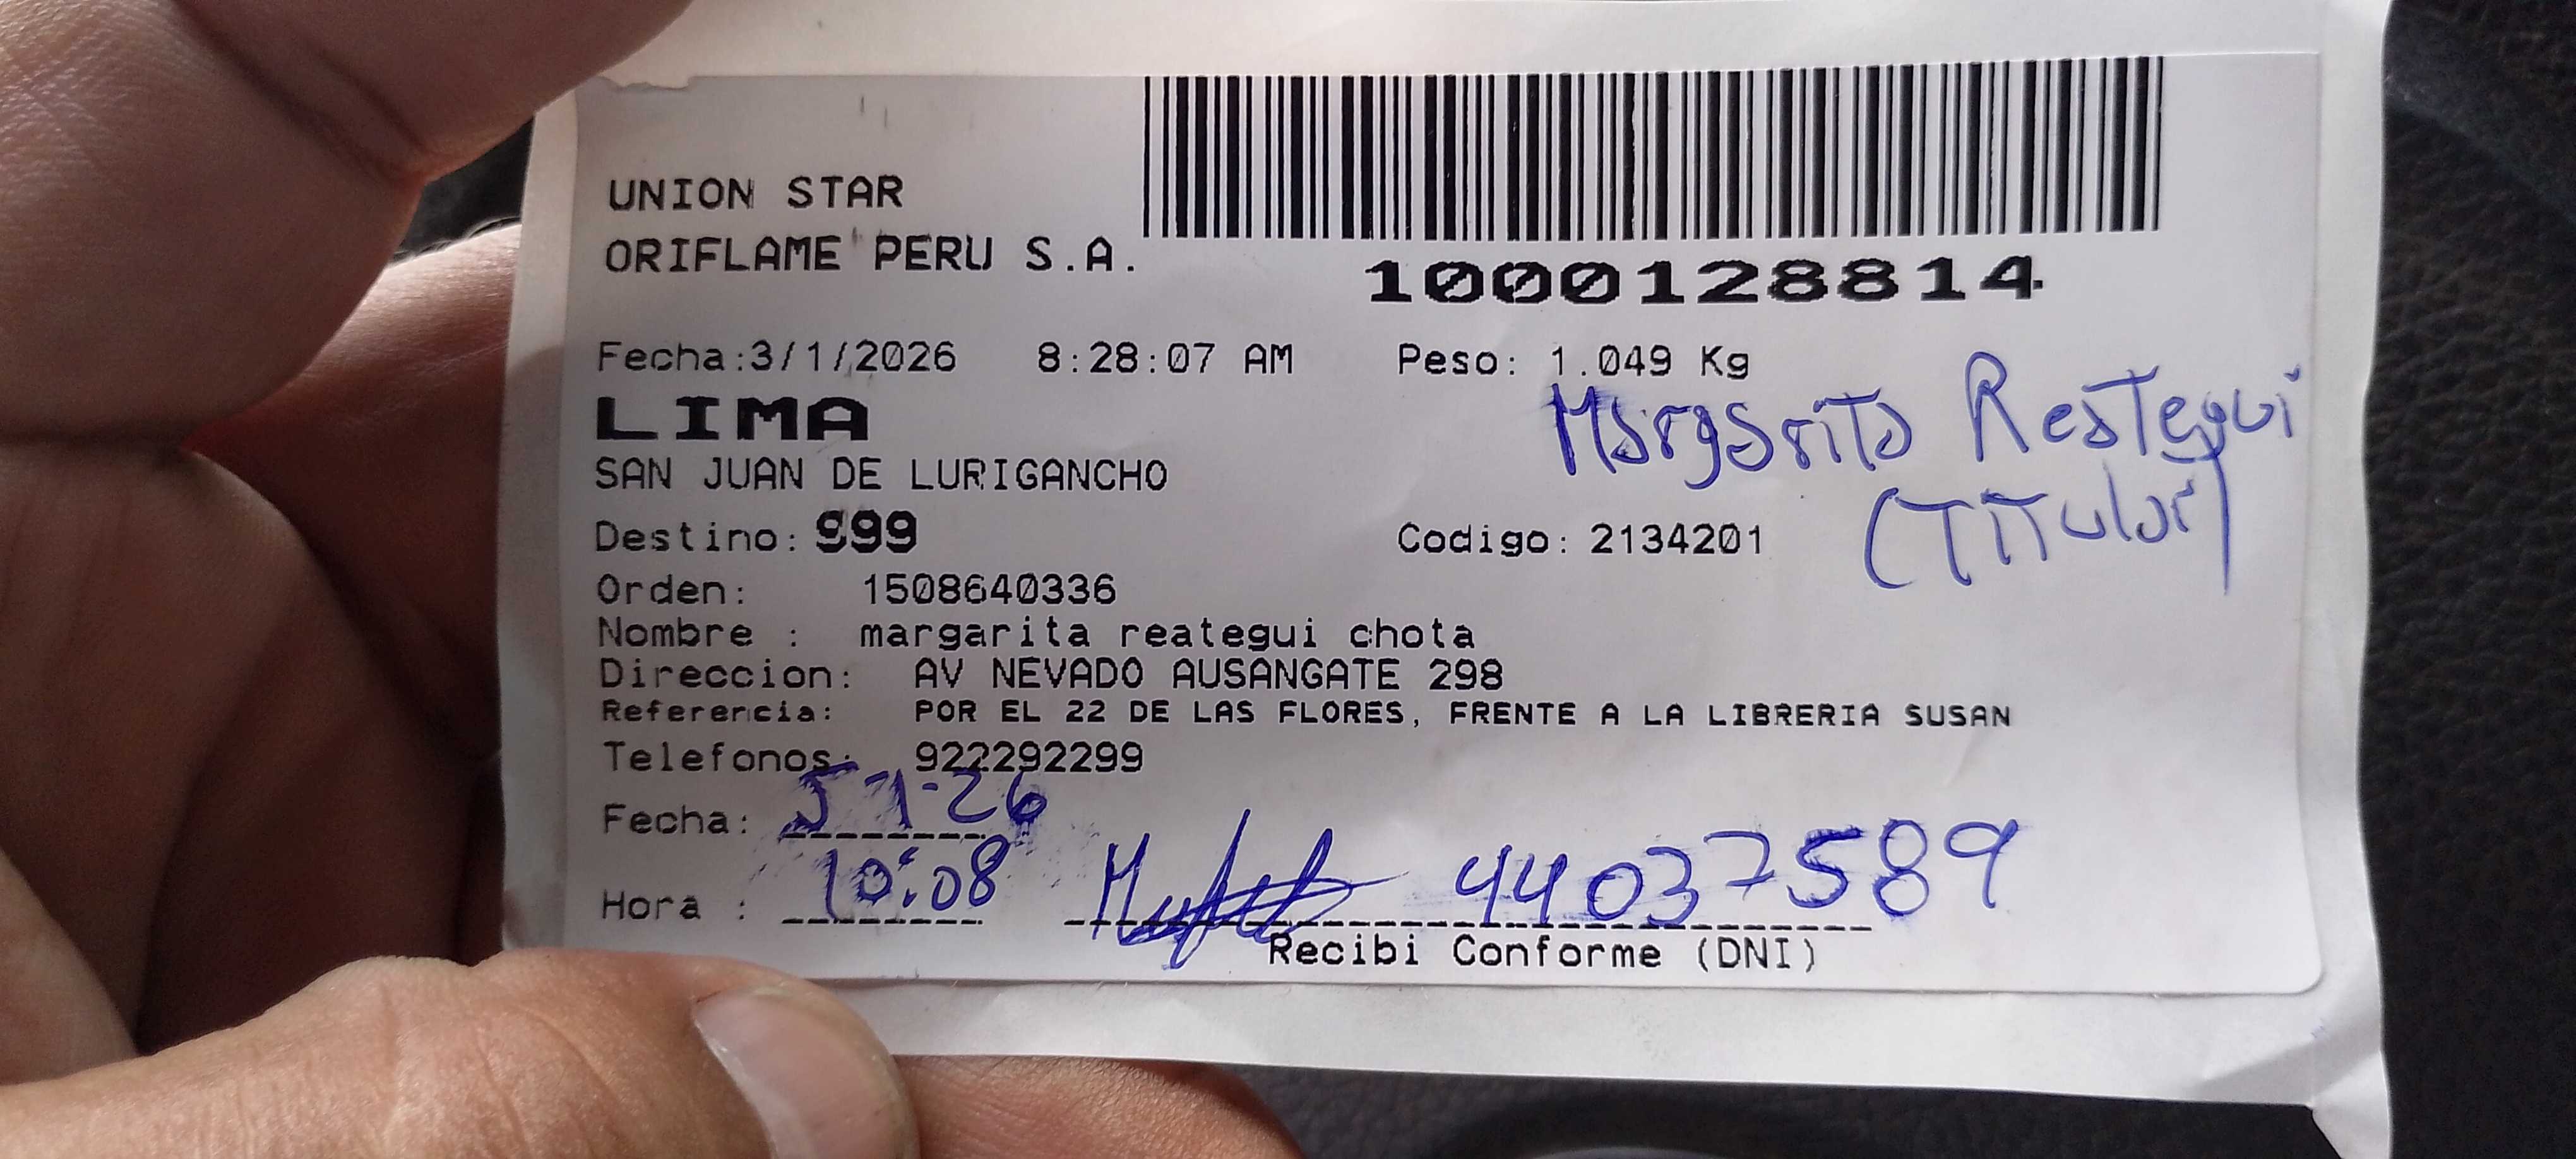 UNION STAR
ORIFLAME PERU S.A.
1000128814
Fecha:3/1/2026 8:28:07 AM Peso: 1.049 Kg
LIMA
Margarita Reategui
SAN JUAN DE LURIGANCHO
(Titular)
Destino: 999 Codigo: 2134201
Orden: 1508640336
Nombre : margarita reategui chota
Direccion: AV NEVADO AUSANGATE 298
Referencia: POR EL 22 DE LAS FLORES, FRENTE A LA LIBRERIA SUSAN
Telefonos: 922292299
Fecha: 5-1-26
Hora : 10:08 44037589
Recibi Conforme (DNI)